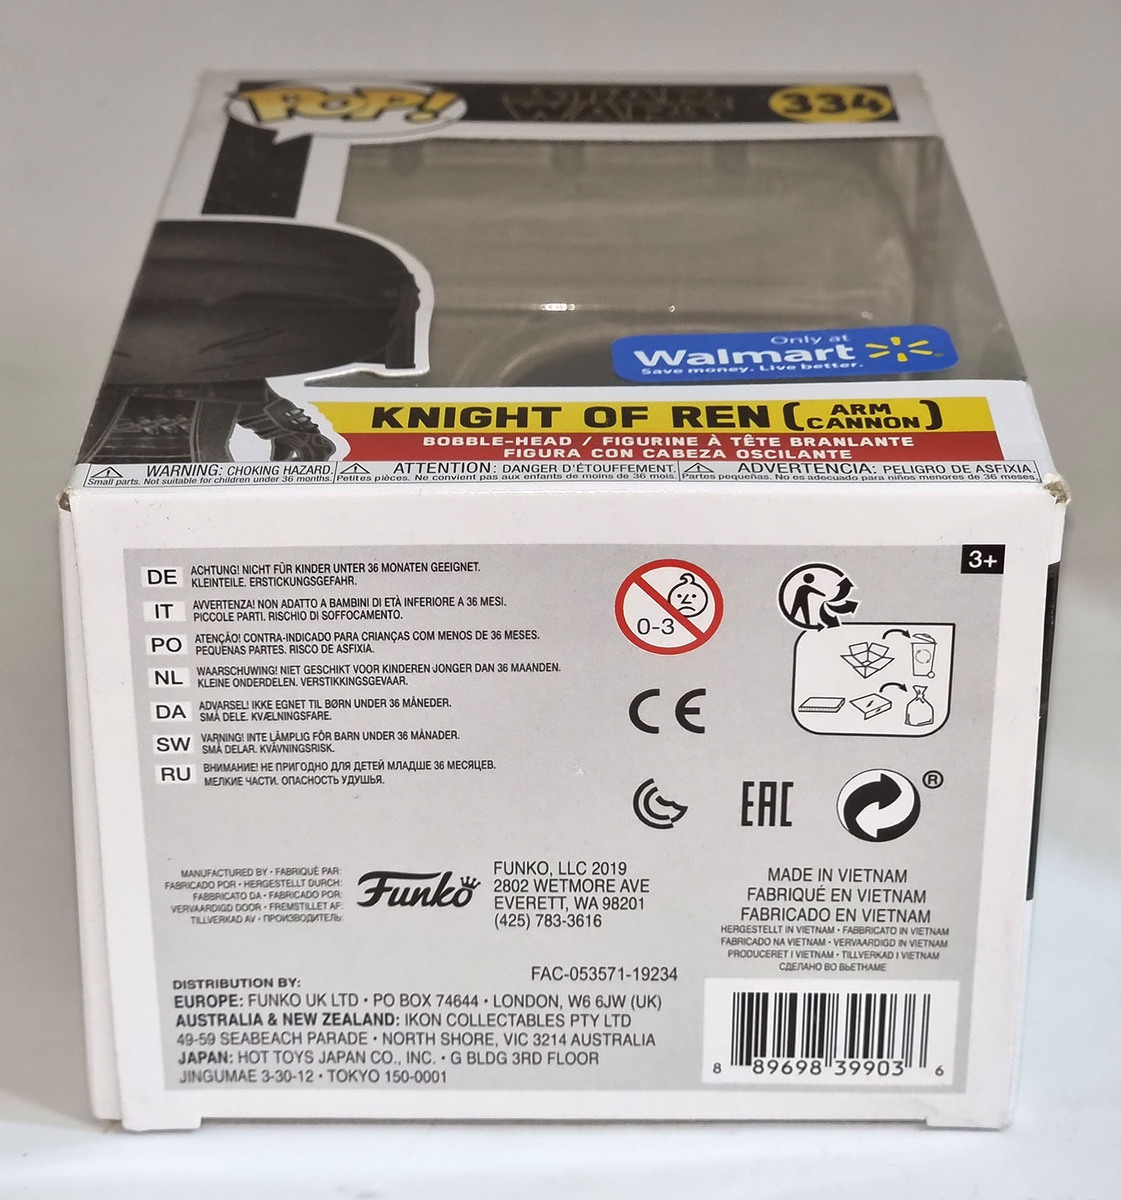 POP!
STAR
WARS
334
Only at
Walmart
Save money. Live better.
KNIGHT OF REN (ARM CANNON)
BOBBLE-HEAD / FIGURINE À TÊTE BRANLANTE
FIGURA CON CABEZA OSCILANTE
WARNING: CHOKING HAZARD.
Small parts. Not suitable for children under 36 months.
ATTENTION: DANGER D'ÉTOUFFEMENT.
Petites pièces. Ne convient pas aux enfants de moins de 36 mois.
ADVERTENCIA: PELIGRO DE ASFIXIA.
Partes pequeñas. No es adecuado para niños menores de 36 meses.
3+
DE ACHTUNG! NICHT FÜR KINDER UNTER 36 MONATEN GEEIGNET.
KLEINTEILE. ERSTICKUNGSGEFAHR.
IT AVVERTENZA! NON ADATTO A BAMBINI DI ETÀ INFERIORE A 36 MESI.
PICCOLE PARTI. RISCHIO DI SOFFOCAMENTO.
PO ATENÇÃO! CONTRA-INDICADO PARA CRIANÇAS COM MENOS DE 36 MESES.
PEQUENAS PARTES. RISCO DE ASFIXIA.
NL WAARSCHUWING! NIET GESCHIKT VOOR KINDEREN JONGER DAN 36 MAANDEN.
KLEINE ONDERDELEN. VERSTIKKINGSGEVAAR.
DA ADVARSEL! IKKE EGNET TIL BØRN UNDER 36 MÅNEDER.
SMÅ DELE. KVÆLNINGSFARE.
SW VARNING! INTE LÄMPLIG FÖR BARN UNDER 36 MÅNADER.
SMÅ DELAR. KVÄVNINGSRISK.
RU ВНИМАНИЕ! НЕ ПРИГОДНО ДЛЯ ДЕТЕЙ МЛАДШЕ 36 МЕСЯЦЕВ.
МЕЛКИЕ ЧАСТИ. ОПАСНОСТЬ УДУШЬЯ.
0-3
CE
EAC
®
MANUFACTURED BY • FABRIQUÉ PAR:
FABRICADO POR • HERGESTELLT DURCH:
FABBRICATO DA • FABRICADO POR:
VERVAARDIGD DOOR • FREMSTILLET AF:
TILLVERKAD AV • ПРОИЗВОДИТЕЛЬ:
Funko
FUNKO, LLC 2019
2802 WETMORE AVE
EVERETT, WA 98201
(425) 783-3616
MADE IN VIETNAM
FABRIQUÉ EN VIETNAM
FABRICADO EN VIETNAM
HERGESTELLT IN VIETNAM • FABBRICATO IN VIETNAM
FABRICADO NA VIETNAM • VERVAARDIGD IN VIETNAM
PRODUCERET I VIETNAM • TILLVERKAD I VIETNAM
СДЕЛАНО ВО ВЬЕТНАМЕ
FAC-053571-19234
DISTRIBUTION BY:
EUROPE: FUNKO UK LTD • PO BOX 74644 • LONDON, W6 6JW (UK)
AUSTRALIA & NEW ZEALAND: IKON COLLECTABLES PTY LTD
49-59 SEABEACH PARADE • NORTH SHORE, VIC 3214 AUSTRALIA
JAPAN: HOT TOYS JAPAN CO., INC. • G BLDG 3RD FLOOR
JINGUMAE 3-30-12 • TOKYO 150-0001
8 89698 39903 6